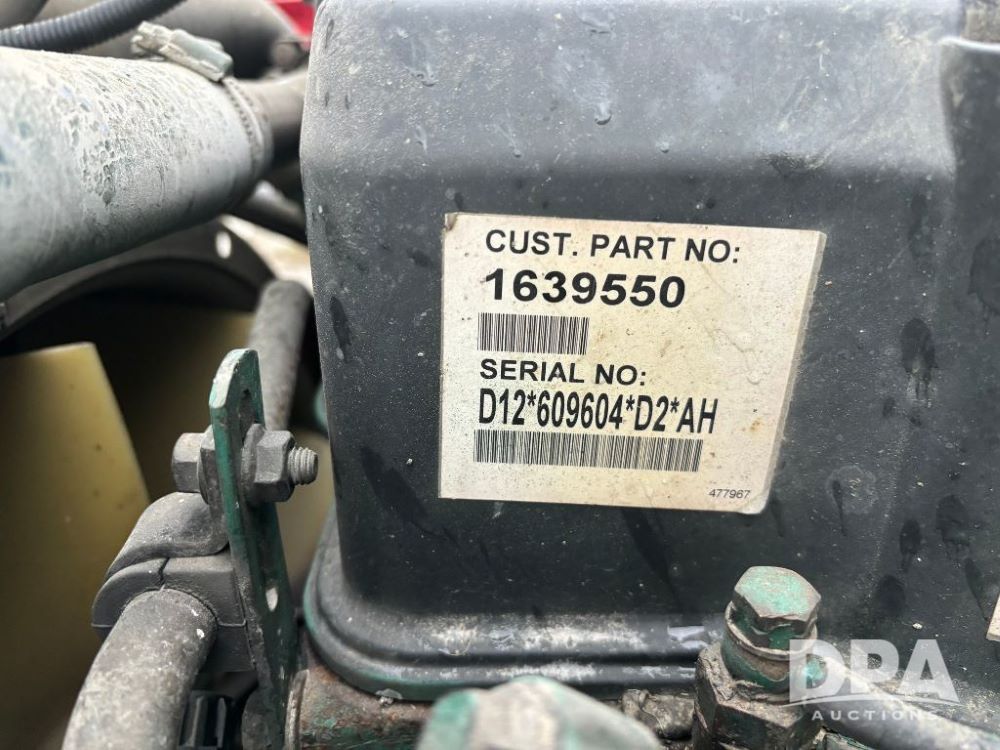 CUST. PART NO:
1639550
SERIAL NO:
D12*609604*D2*AH
477967
DPA
AUCTIONS